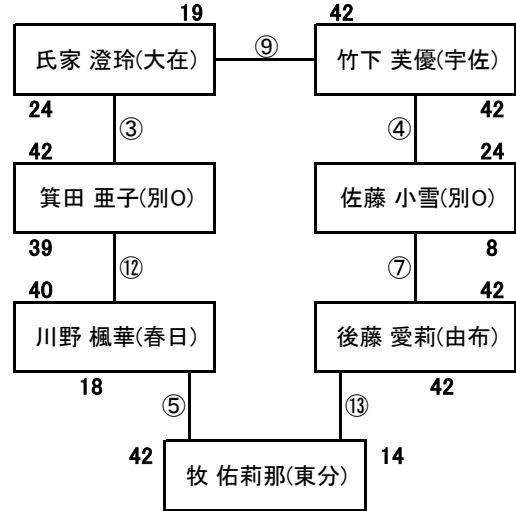 19 42
氏家 澄玲(大在) ⑨ 竹下 芙優(宇佐)
24 ③ ④ 42
42 24
箕田 亜子(別O) 佐藤 小雪(別O)
39 ⑫ ⑦ 8
40 42
川野 楓華(春日) 後藤 愛莉(由布)
18 ⑤ ⑬ 42
42 牧 佑莉那(東分) 14